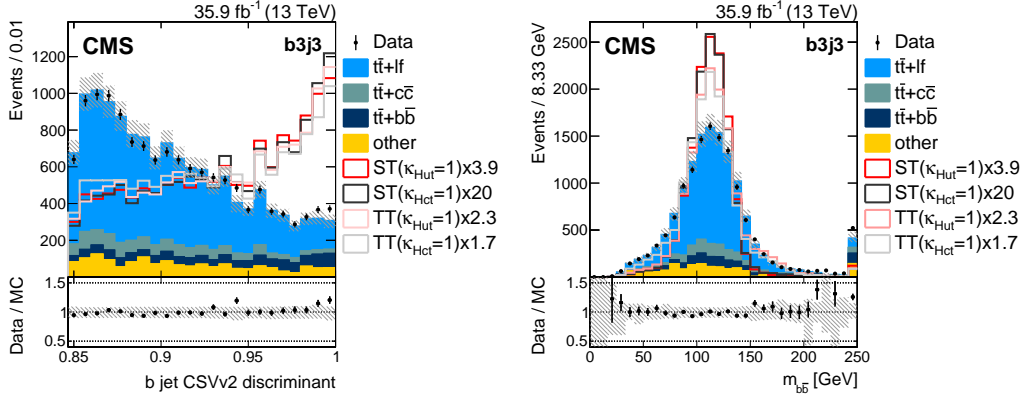 35.9 fb⁻¹ (13 TeV)
CMS
b3j3
Events / 0.01
1200
1000
800
600
400
200
Data
tt̄+lf
tt̄+cc̄
tt̄+bb̄
other
ST(κHut=1)x3.9
ST(κHct=1)x20
TT(κHut=1)x2.3
TT(κHct=1)x1.7
Data / MC
1.5
1
0.5
0.85
0.9
0.95
1
b jet CSVv2 discriminant
35.9 fb⁻¹ (13 TeV)
CMS
b3j3
Events / 8.33 GeV
2500
2000
1500
1000
500
Data
tt̄+lf
tt̄+cc̄
tt̄+bb̄
other
ST(κHut=1)x3.9
ST(κHct=1)x20
TT(κHut=1)x2.3
TT(κHct=1)x1.7
Data / MC
1.5
1
0.5
0
50
100
150
200
250
mbb̄ [GeV]